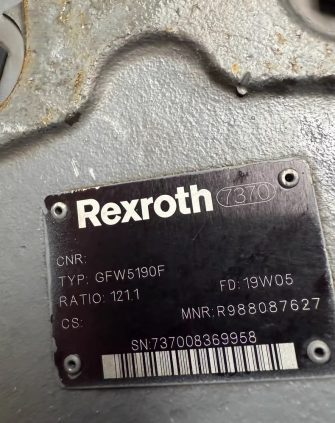 Rexroth 7370
CNR:
TYP: GFW5190F FD: 19W05
RATIO: 121,1
CS: MNR: R988087627
SN:737008369958